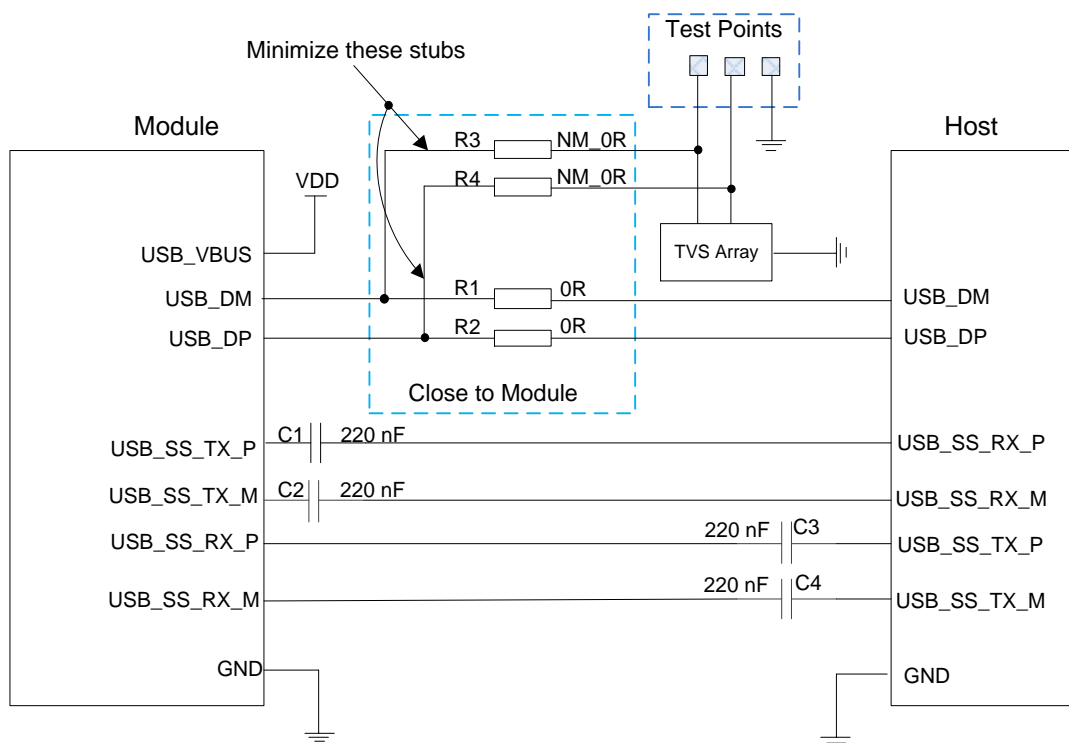 Test Points
Minimize these stubs
Module
Host
R3 NM_0R
R4 NM_0R
VDD
TVS Array
USB_VBUS
R1 0R
USB_DM
USB_DM
R2 0R
USB_DP
USB_DP
Close to Module
C1 220 nF
USB_SS_TX_P
USB_SS_RX_P
C2 220 nF
USB_SS_TX_M
USB_SS_RX_M
220 nF C3
USB_SS_RX_P
USB_SS_TX_P
220 nF C4
USB_SS_RX_M
USB_SS_TX_M
GND
GND